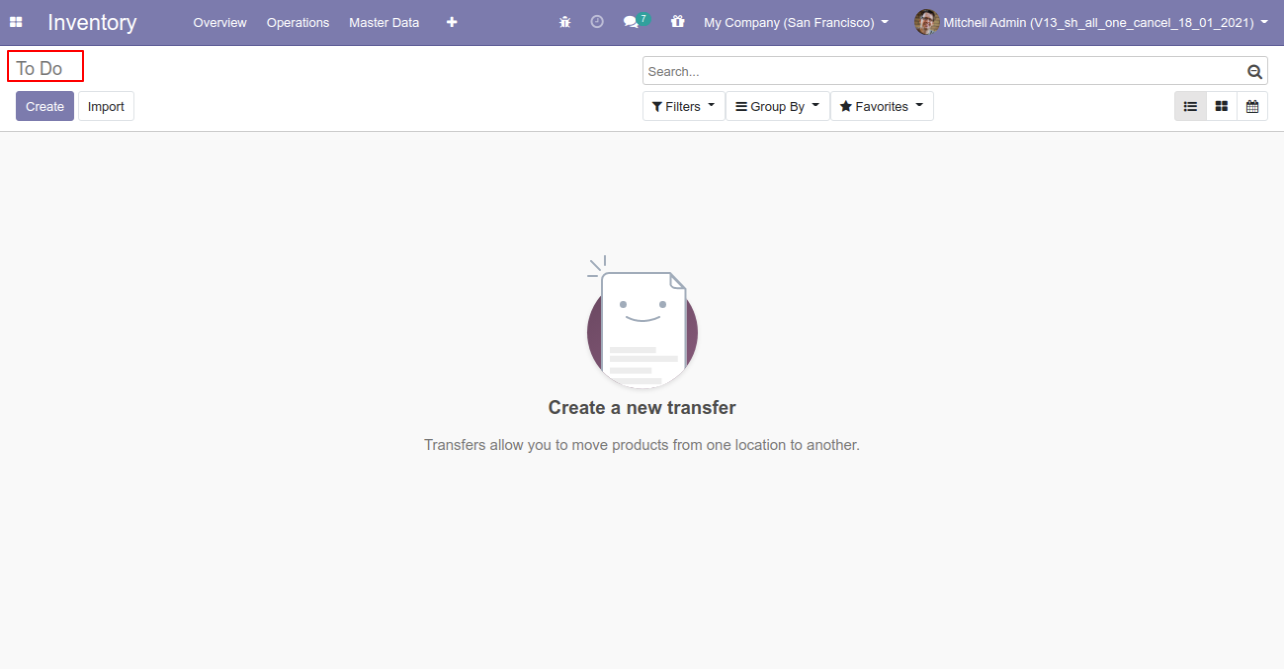 Inventory Overview Operations Master Data 7 My Company (San Francisco) Mitchell Admin (V13_sh_all_one_cancel_18_01_2021)
To Do Search...
Create Import Filters Group By Favorites
Create a new transfer
Transfers allow you to move products from one location to another.